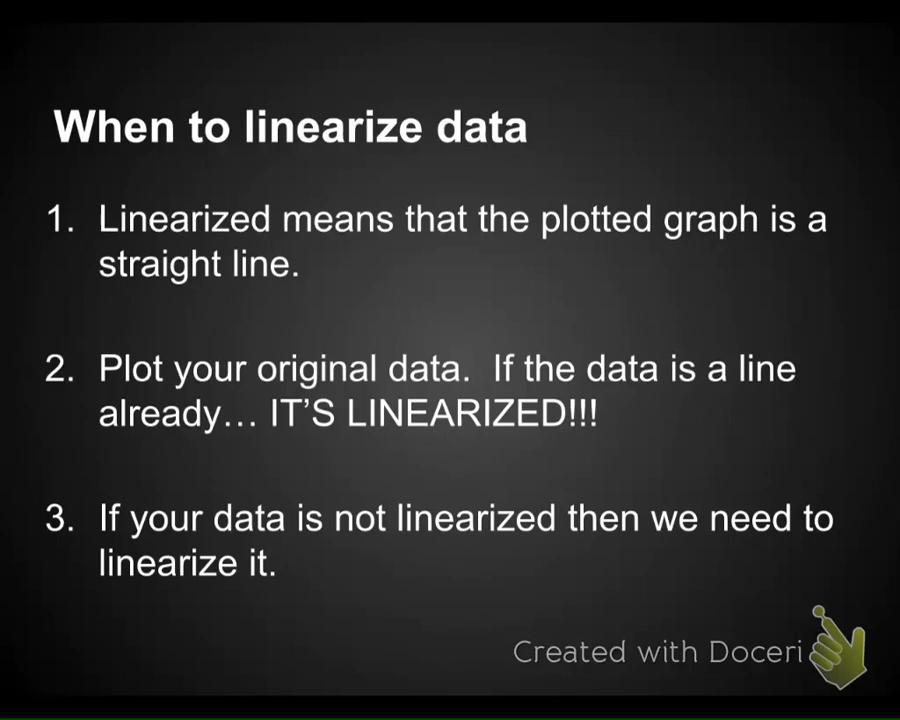 When to linearize data
1. Linearized means that the plotted graph is a
straight line.
2. Plot your original data.  If the data is a line
already… IT’S LINEARIZED!!!
3. If your data is not linearized then we need to
linearize it.
Created with Doceri